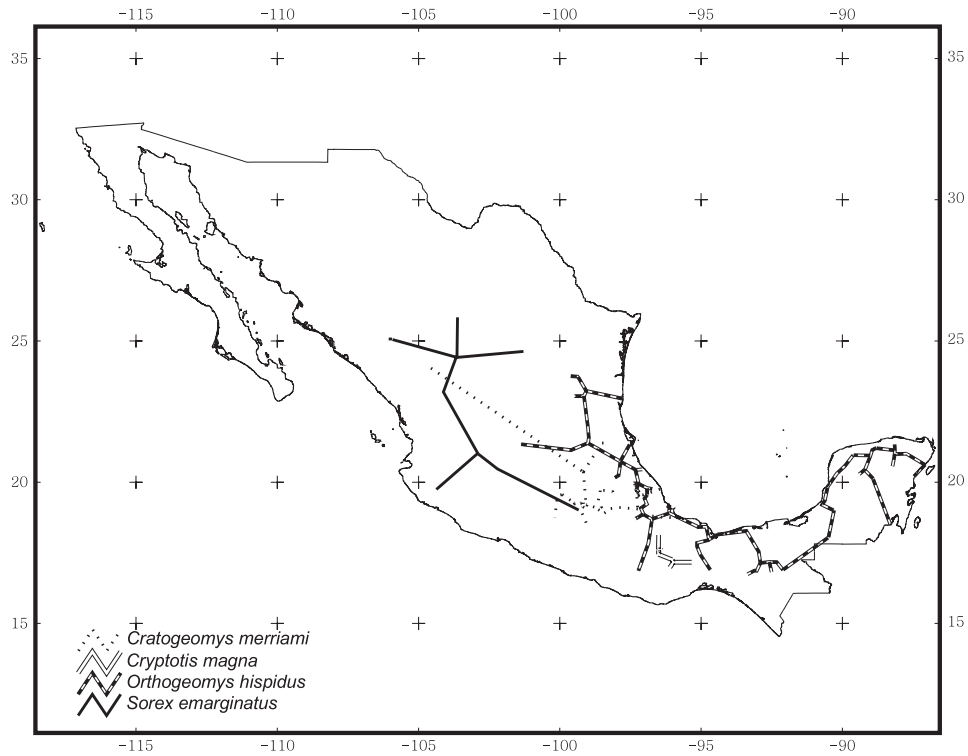 -115 -110 -105 -100 -95 -90
35 35
30 30
25 25
20 20
15 15
Cratogeomys merriami
Cryptotis magna
Orthogeomys hispidus
Sorex emarginatus
-115 -110 -105 -100 -95 -90